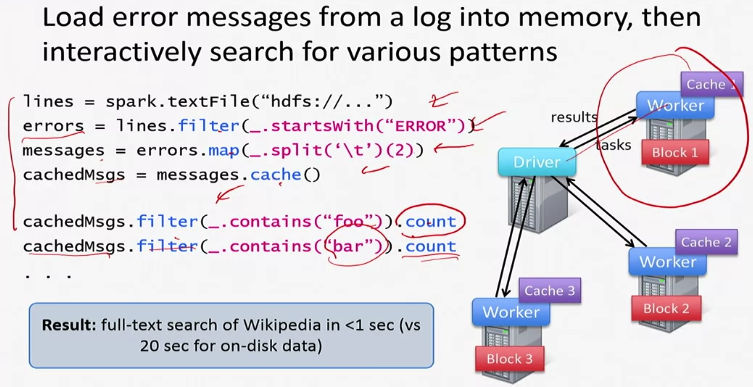 Load error messages from a log into memory, then
interactively search for various patterns
lines = spark.textFile(“hdfs://...”)
errors = lines.filter(_.startsWith(“ERROR”))
messages = errors.map(_.split(‘\t’)(2))
cachedMsgs = messages.cache()
cachedMsgs.filter(_.contains(“foo”)).count
cachedMsgs.filter(_.contains(“bar”)).count
. . .
Result: full-text search of Wikipedia in <1 sec (vs
20 sec for on-disk data)
Cache 1
Worker
results
tasks
Block 1
Driver
Cache 2
Worker
Block 2
Cache 3
Worker
Block 3